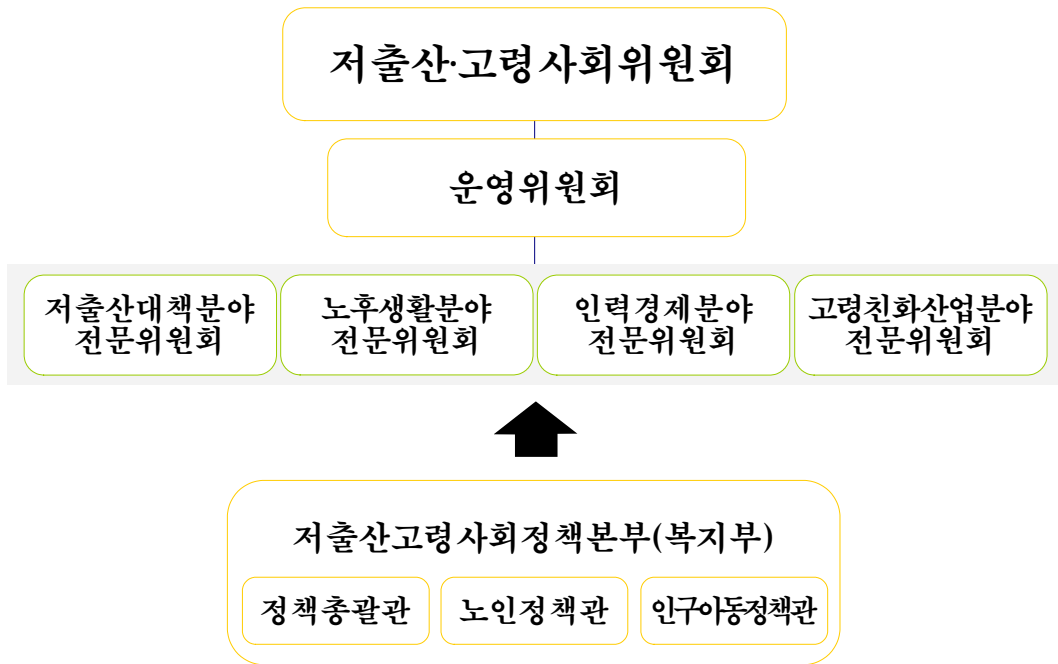 저출산·고령사회위원회
운영위원회
저출산대책분야
전문위원회
노후생활분야
전문위원회
인력경제분야
전문위원회
고령친화산업분야
전문위원회
저출산고령사회정책본부(복지부)
정책총괄관
노인정책관
인구아동정책관